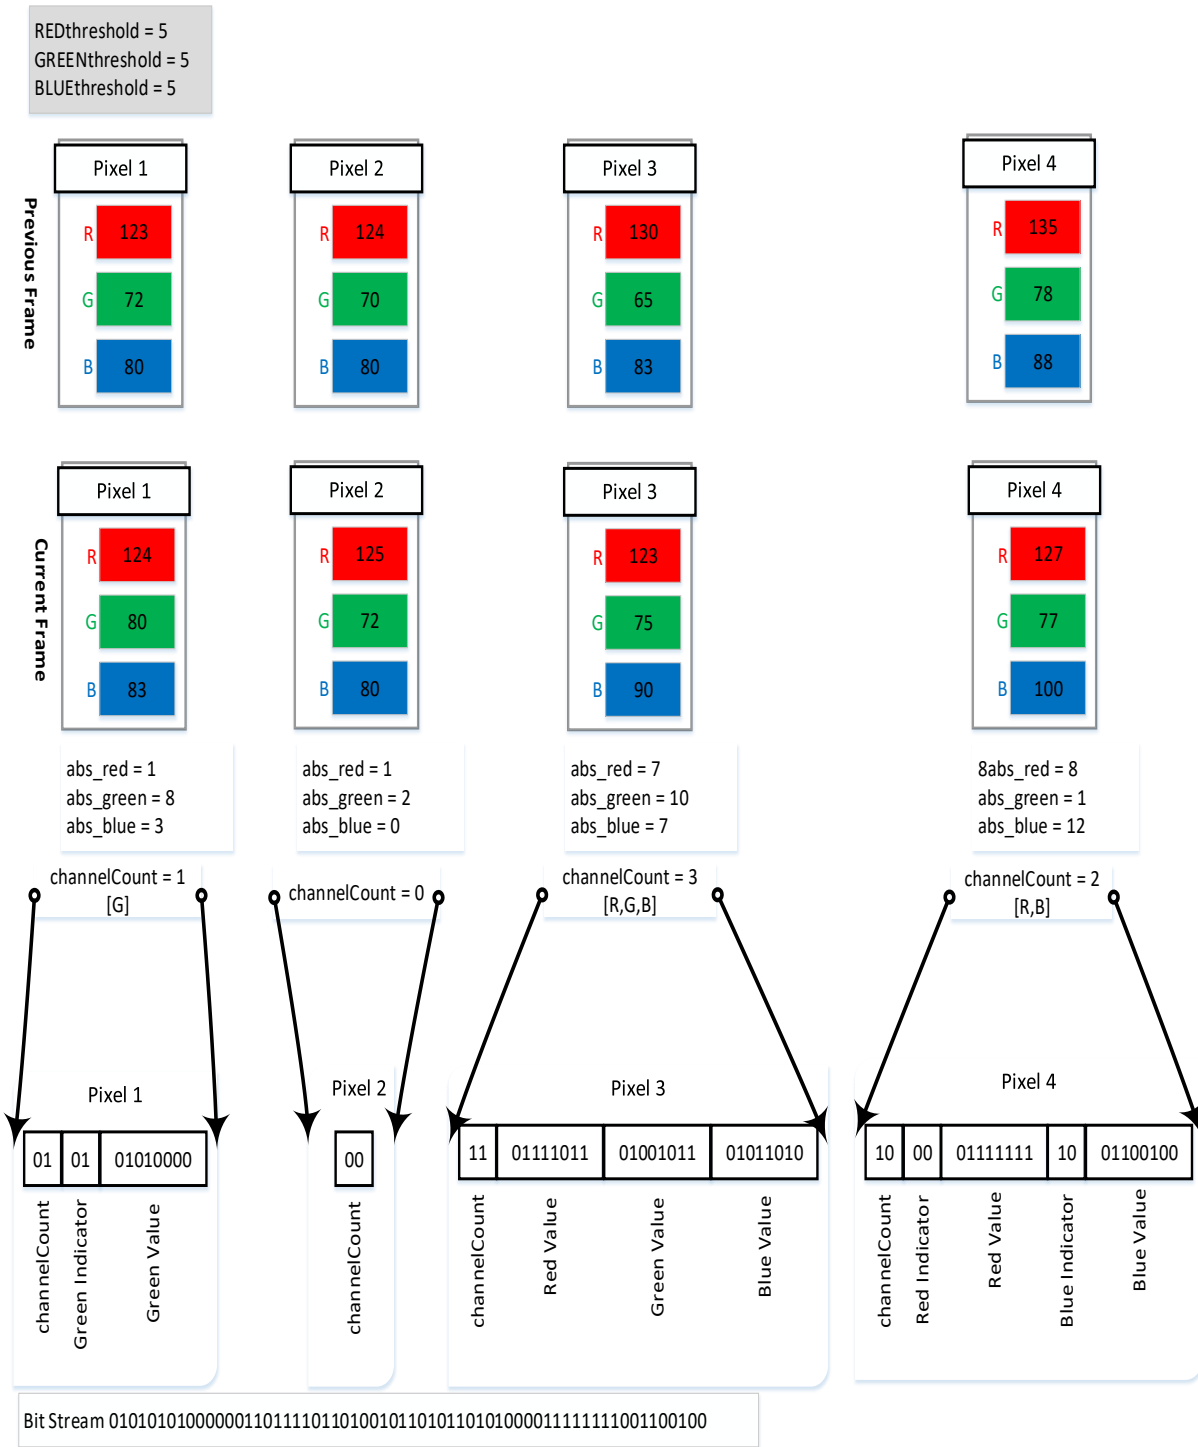 REDthreshold = 5
GREENthreshold = 5
BLUEthreshold = 5
Previous Frame
Pixel 1
R 123
G 72
B 80
Pixel 2
R 124
G 70
B 80
Pixel 3
R 130
G 65
B 83
Pixel 4
R 135
G 78
B 88
Current Frame
Pixel 1
R 124
G 80
B 83
Pixel 2
R 125
G 72
B 80
Pixel 3
R 123
G 75
B 90
Pixel 4
R 127
G 77
B 100
abs_red = 1
abs_green = 8
abs_blue = 3
abs_red = 1
abs_green = 2
abs_blue = 0
abs_red = 7
abs_green = 10
abs_blue = 7
8abs_red = 8
abs_green = 1
abs_blue = 12
channelCount = 1
[G]
channelCount = 0
channelCount = 3
[R,G,B]
channelCount = 2
[R,B]
Pixel 1
01 01 01010000
channelCount
Green Indicator
Green Value
Pixel 2
00
channelCount
Pixel 3
11 01111011 01001011 01011010
channelCount
Red Value
Green Value
Blue Value
Pixel 4
10 00 01111111 10 01100100
channelCount
Red Indicator
Red Value
Blue Indicator
Blue Value
Bit Stream 01010101000000110111101101001011010110101000011111111001100100